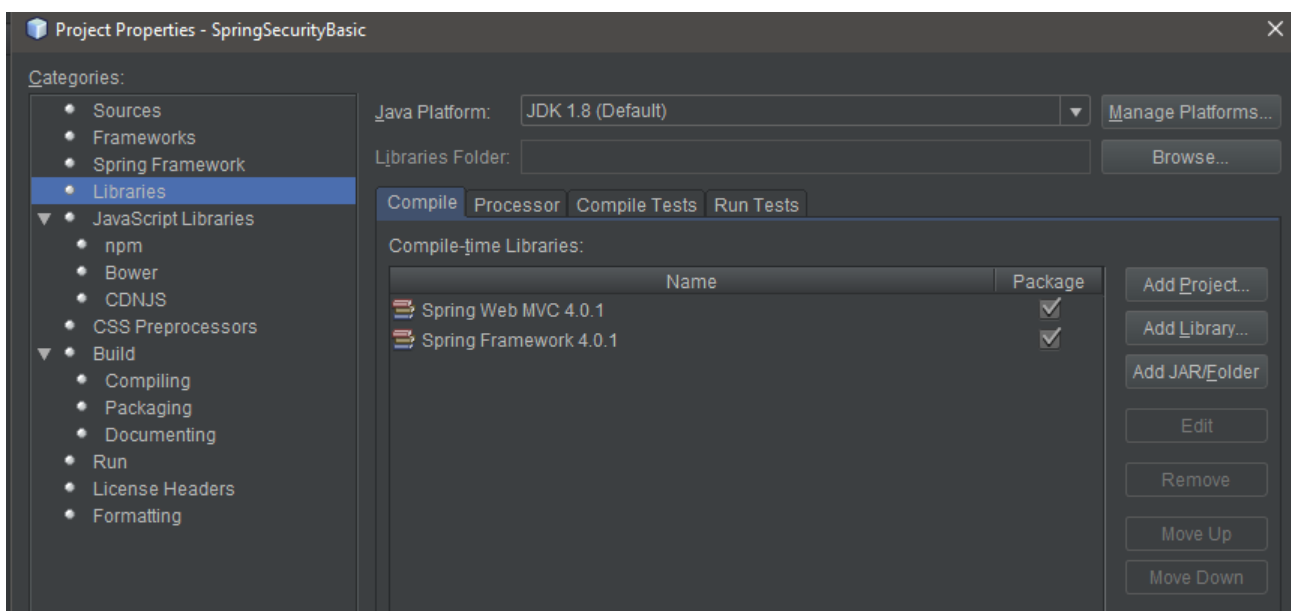 Project Properties - SpringSecurityBasic
Categories:
Sources
Frameworks
Spring Framework
Libraries
JavaScript Libraries
npm
Bower
CDNJS
CSS Preprocessors
Build
Compiling
Packaging
Documenting
Run
License Headers
Formatting
Java Platform: JDK 1.8 (Default) Manage Platforms...
Libraries Folder: Browse...
Compile Processor Compile Tests Run Tests
Compile-time Libraries:
Name Package
Spring Web MVC 4.0.1
Spring Framework 4.0.1
Add Project...
Add Library...
Add JAR/Folder
Edit
Remove
Move Up
Move Down